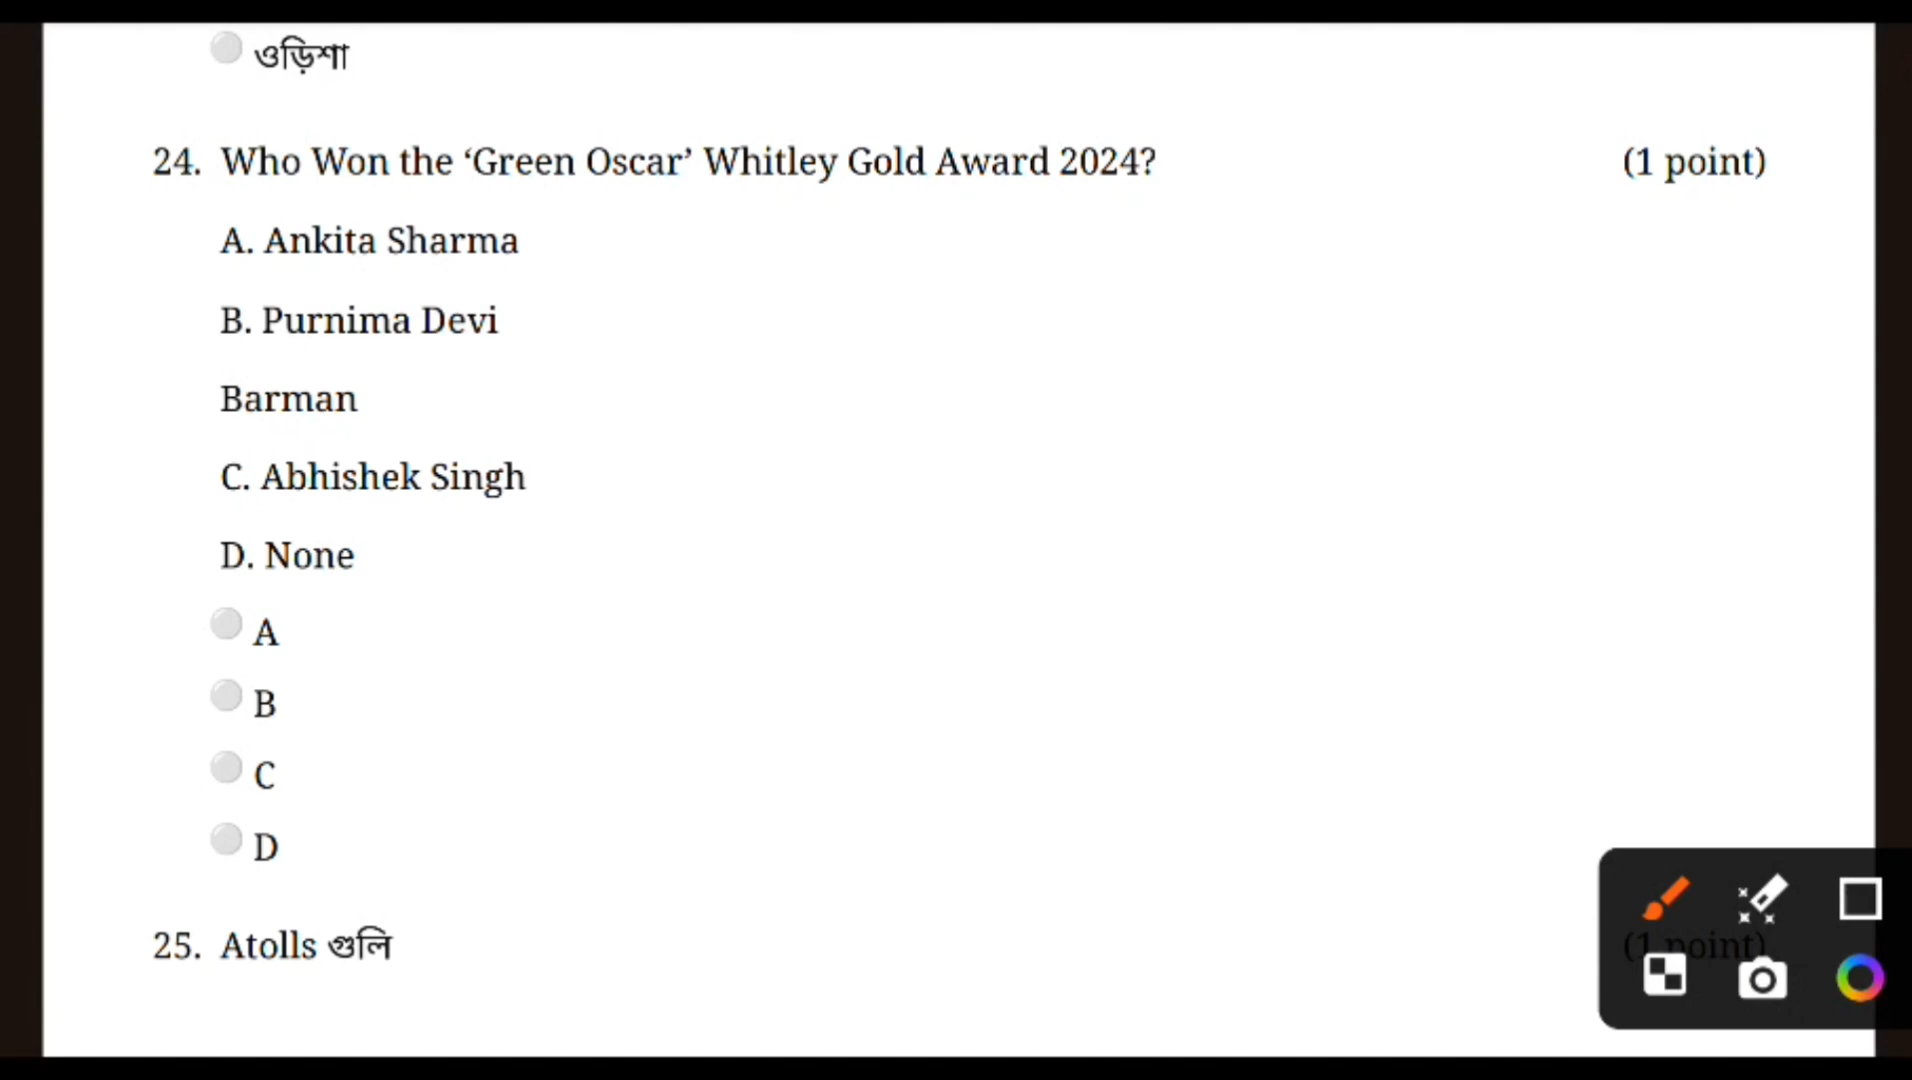 ওড়িশা
24. Who Won the ‘Green Oscar’ Whitley Gold Award 2024? (1 point)
A. Ankita Sharma
B. Purnima Devi
Barman
C. Abhishek Singh
D. None
A
B
C
D
25. Atolls গুলি (1 point)